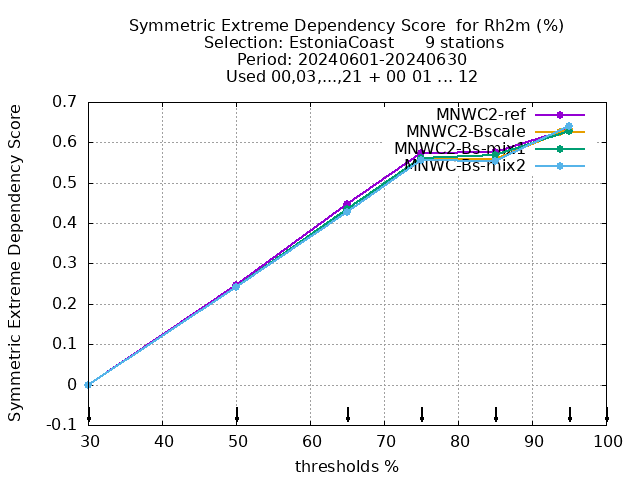 Symmetric Extreme Dependency Score  for Rh2m (%)
Selection: EstoniaCoast      9 stations
Period: 20240601-20240630
Used 00,03,...,21 + 00 01 ... 12
Symmetric Extreme Dependency Score
0.7
0.6
0.5
0.4
0.3
0.2
0.1
0
-0.1
MNWC2-ref
MNWC2-Bscale
MNWC2-Bs-mix1
MNWC-Bs-mix2
30 40 50 60 70 80 90 100
thresholds %